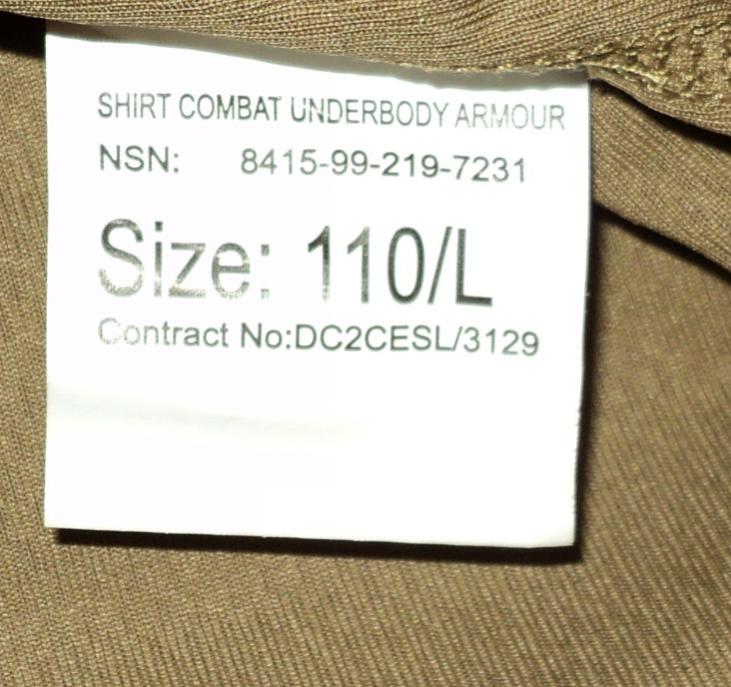 SHIRT COMBAT UNDERBODY ARMOUR
NSN: 8415-99-219-7231
Size: 110/L
Contract No:DC2CESL/3129